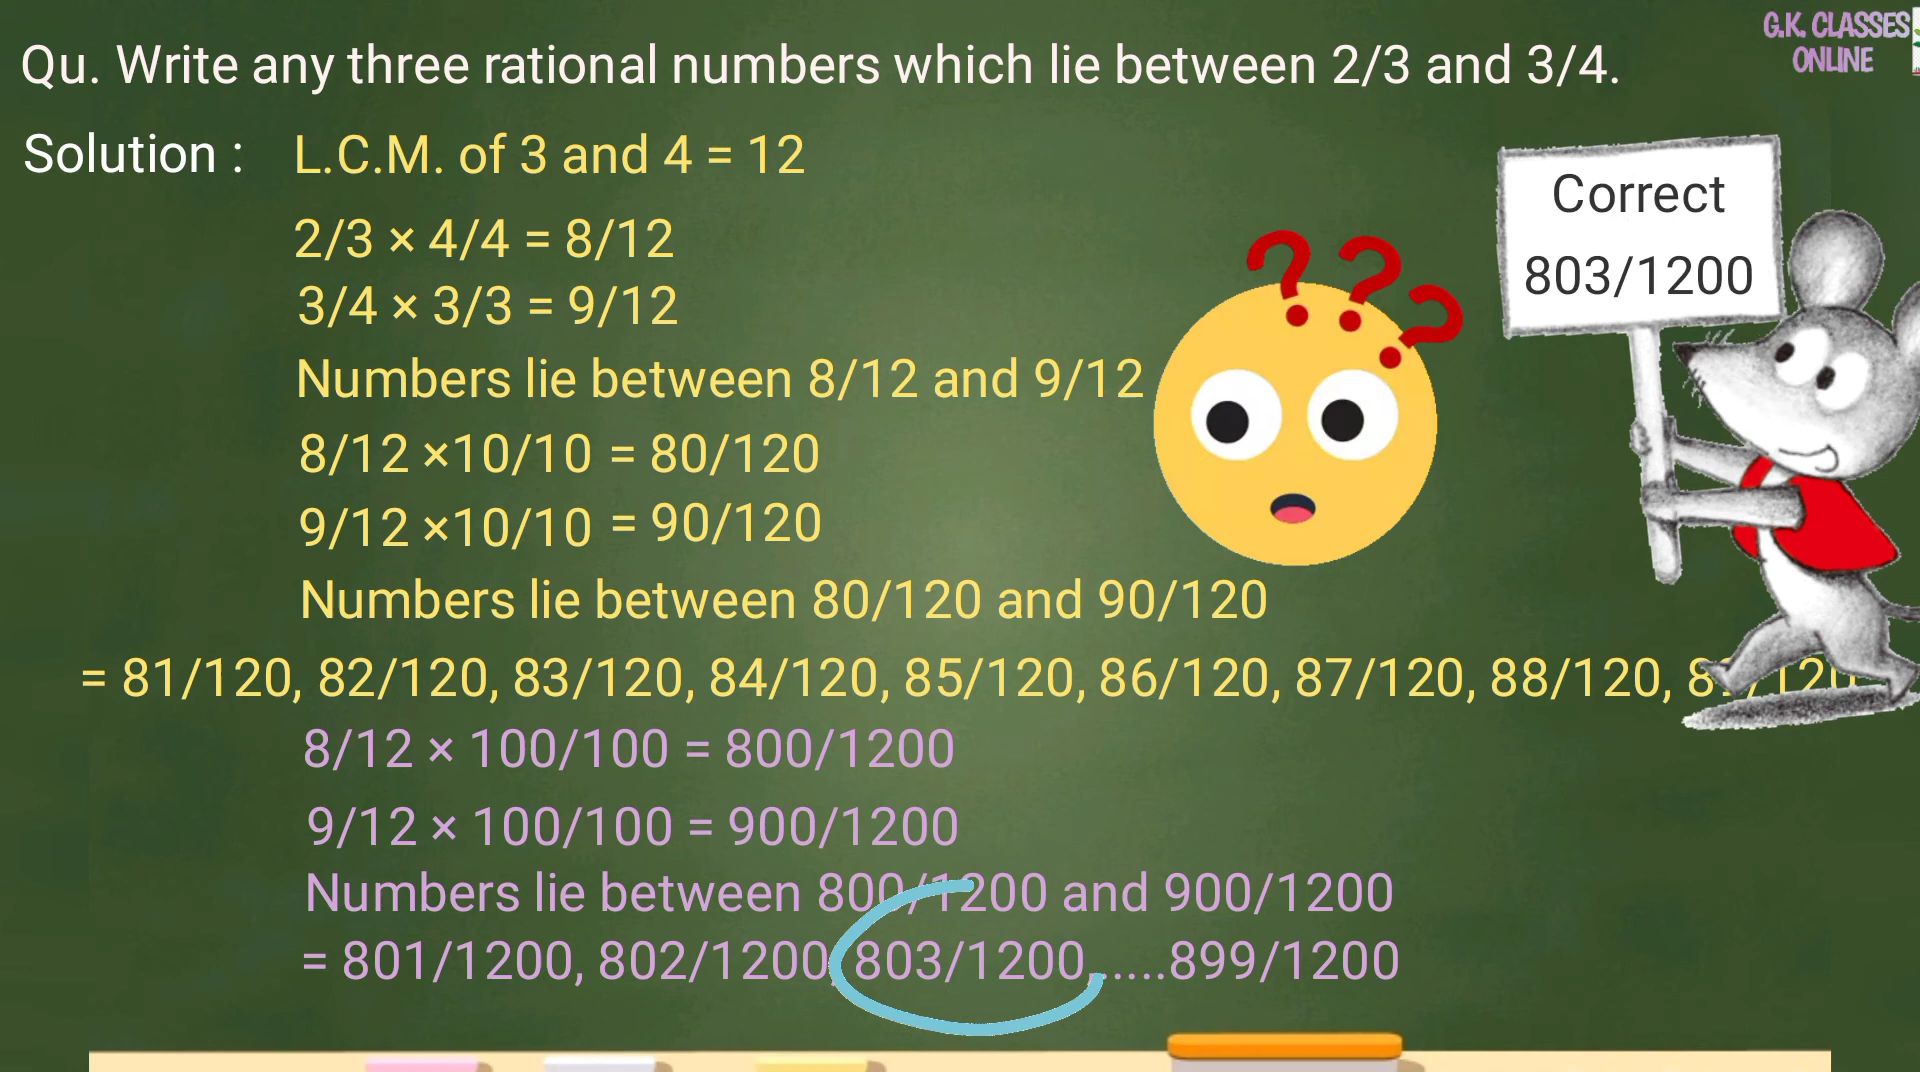 G.K. CLASSES
ONLINE
Qu. Write any three rational numbers which lie between 2/3 and 3/4.
Solution : L.C.M. of 3 and 4 = 12
Correct
803/1200
2/3 × 4/4 = 8/12
3/4 × 3/3 = 9/12
Numbers lie between 8/12 and 9/12
8/12 ×10/10 = 80/120
9/12 ×10/10 = 90/120
Numbers lie between 80/120 and 90/120
= 81/120, 82/120, 83/120, 84/120, 85/120, 86/120, 87/120, 88/120,
8/12 × 100/100 = 800/1200
9/12 × 100/100 = 900/1200
Numbers lie between 800/1200 and 900/1200
= 801/1200, 802/1200, 803/1200,.....899/1200